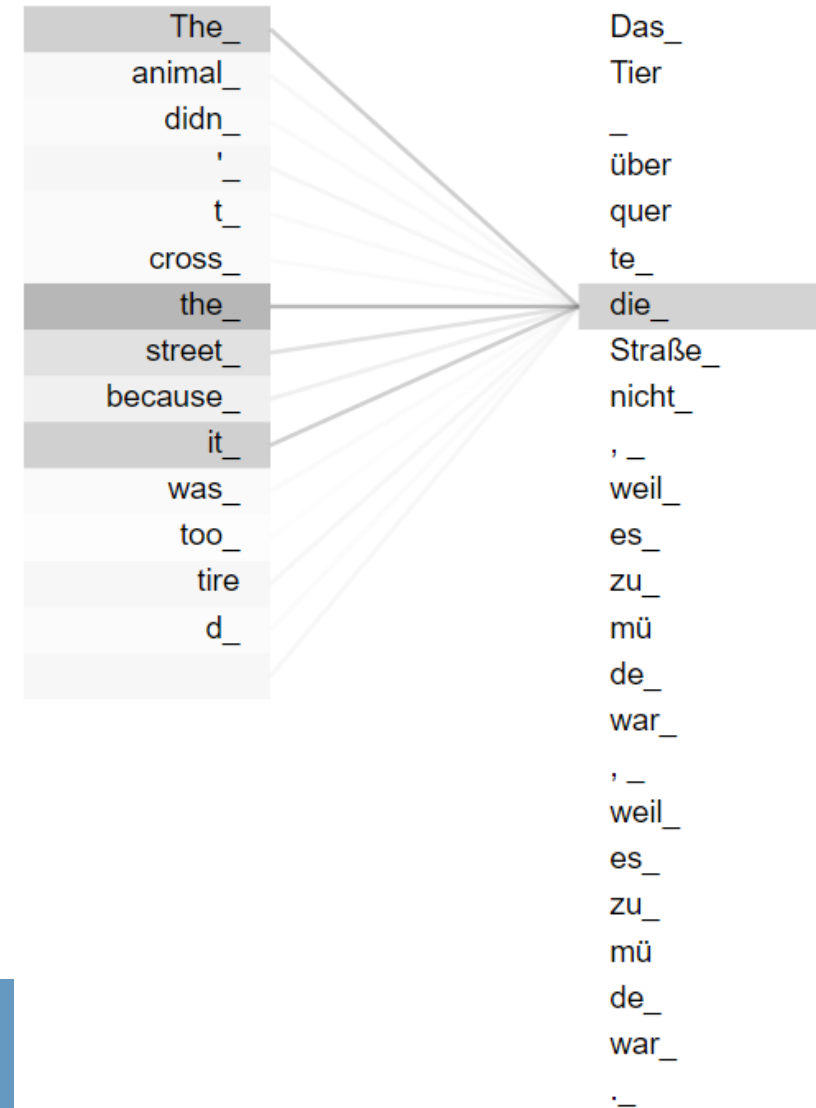 The_
animal_
didn_
'_
t_
cross_
the_
street_
because_
it_
was_
too_
tire
d_
Das_
Tier
_
über
quer
te_
die_
Straße_
nicht_
, _
weil_
es_
zu_
mü
de_
war_
, _
weil_
es_
zu_
mü
de_
war_
._